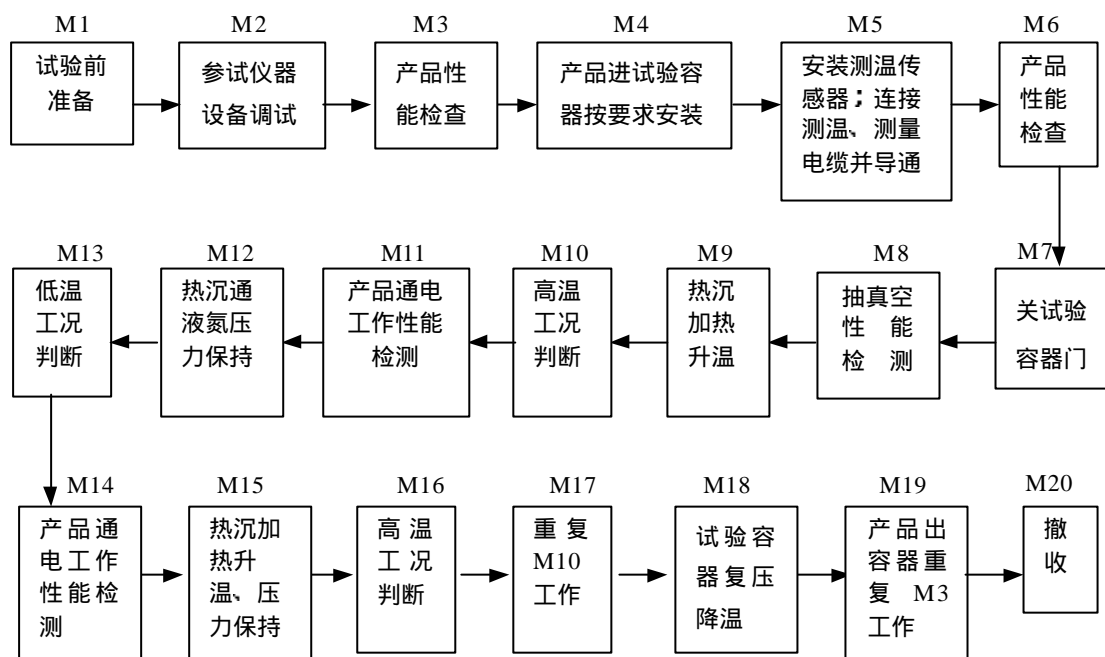 M1
试验前
准备
M2
参试仪器
设备调试
M3
产品性
能检查
M4
产品进试验容
器按要求安装
M5
安装测温传
感器；连接
测温、测量
电缆并导通
M6
产品
性能
检查
M7
关试验
容器门
M8
抽真空
性能
检测
M9
热沉
加热
升温
M10
高温
工况
判断
M11
产品通电
工作性能
检测
M12
热沉通
液氮压
力保持
M13
低温
工况
判断
M14
产品通
电工作
性能检
测
M15
热沉加
热升
温、压
力保持
M16
高温
工况
判断
M17
重复
M10
工作
M18
试验容
器复压
降温
M19
产品出
容器重
复 M3
工作
M20
撤
收